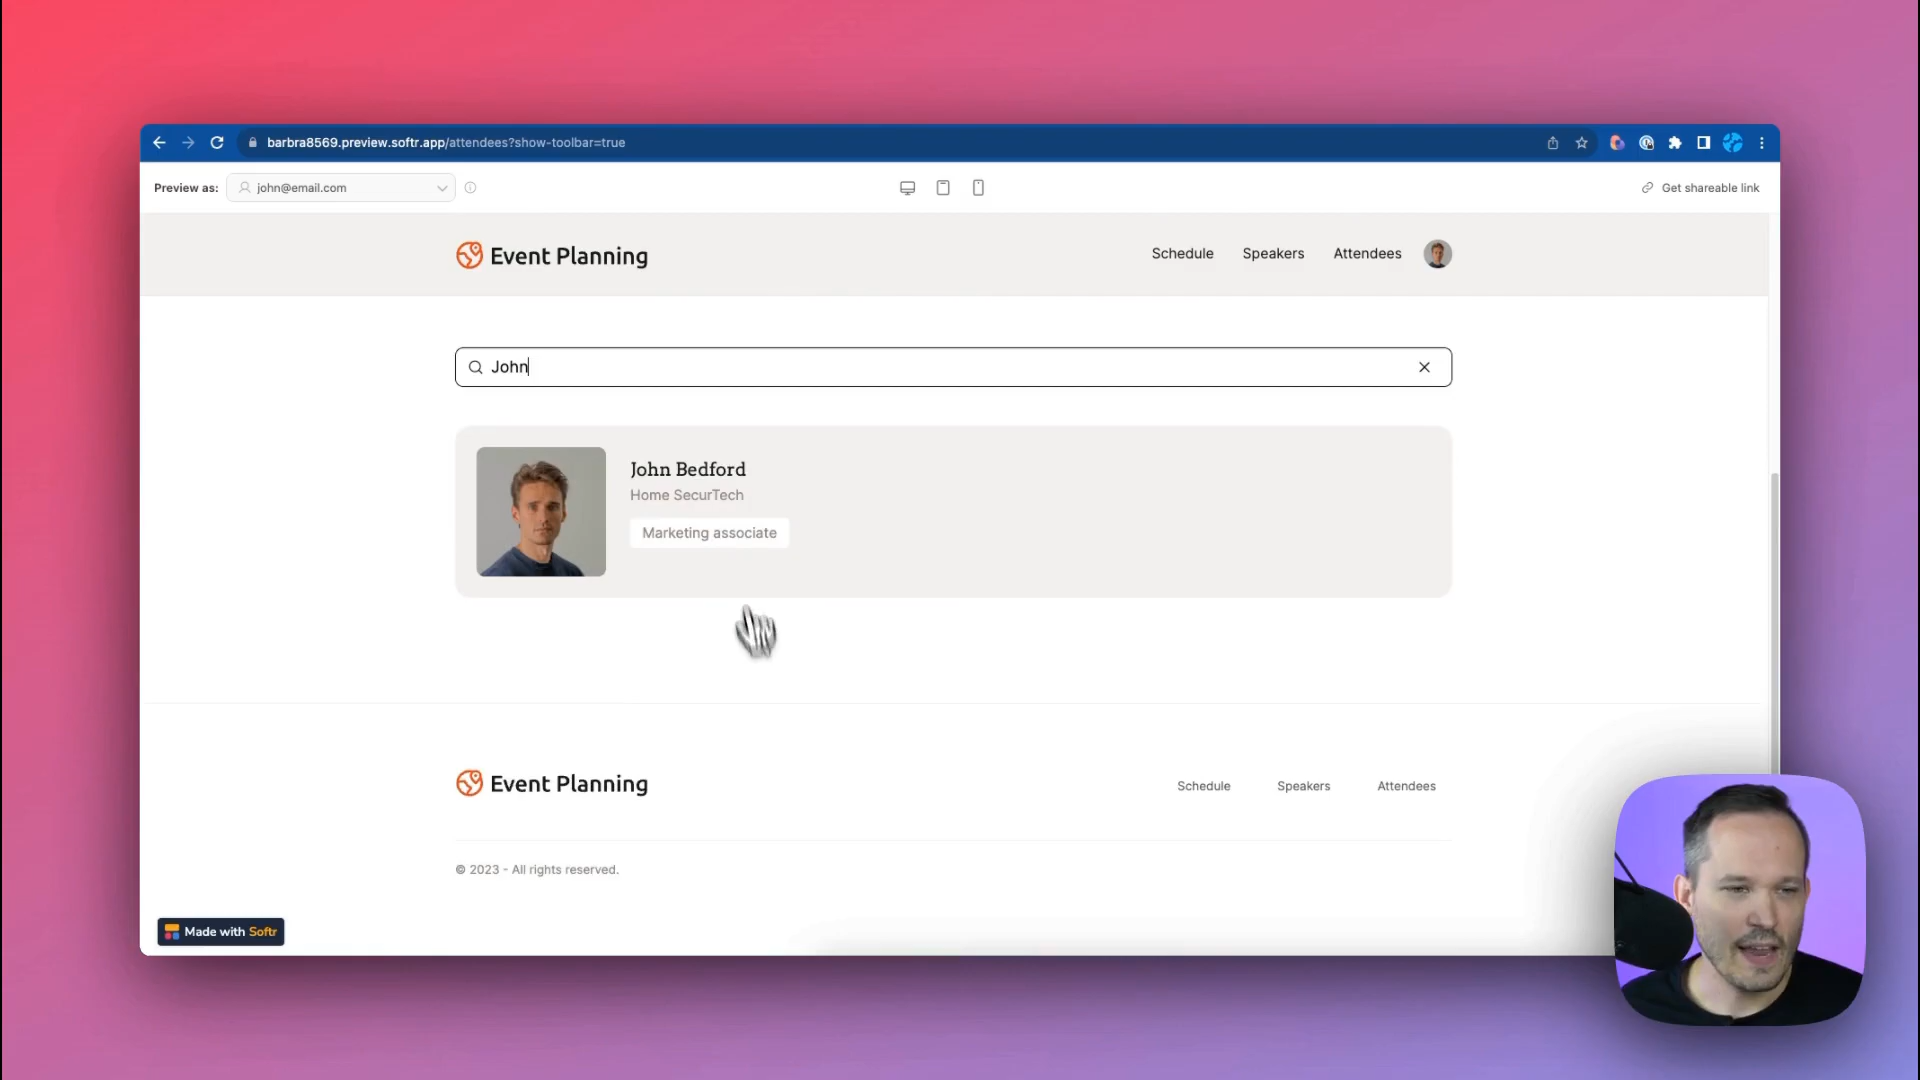 barbra8569.preview.softr.app/attendees?show-toolbar=true
Preview as: john@email.com
Get shareable link
Event Planning
Schedule Speakers Attendees
John
John Bedford
Home SecurTech
Marketing associate
Event Planning
Schedule Speakers Attendees
© 2023 - All rights reserved.
Made with Softr